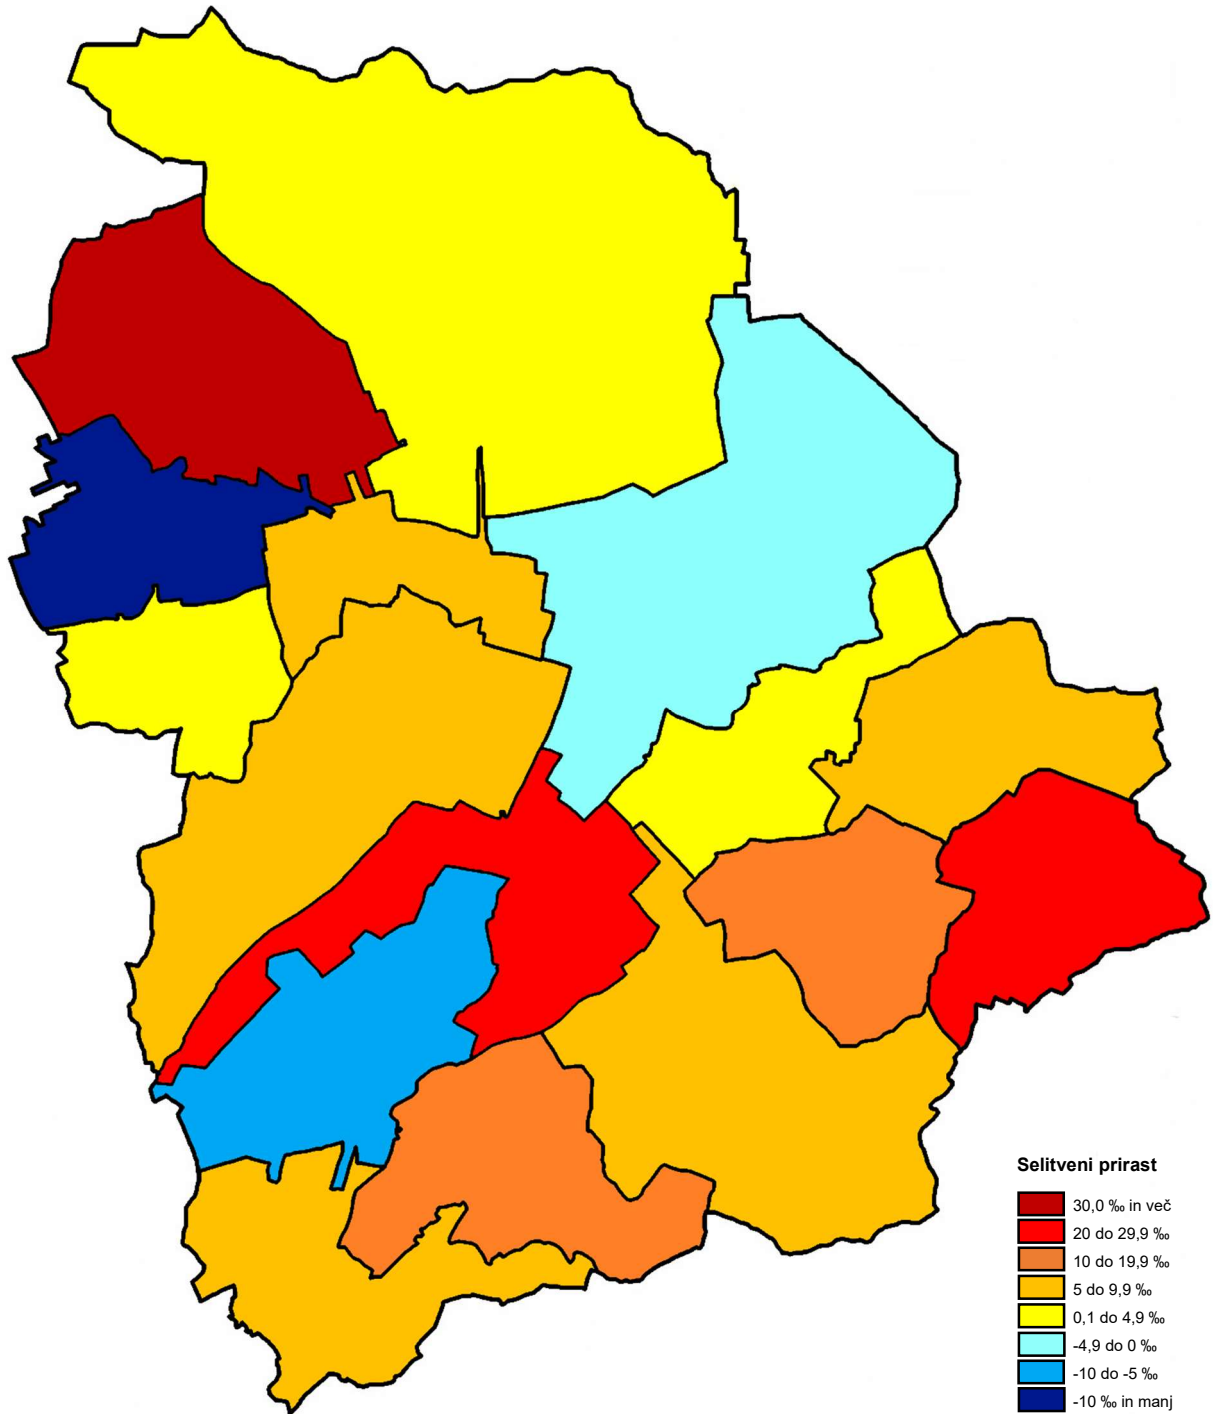 Selitveni prirast
30,0 ‰ in več
20 do 29,9 ‰
10 do 19,9 ‰
5 do 9,9 ‰
0,1 do 4,9 ‰
-4,9 do 0 ‰
-10 do -5 ‰
-10 ‰ in manj